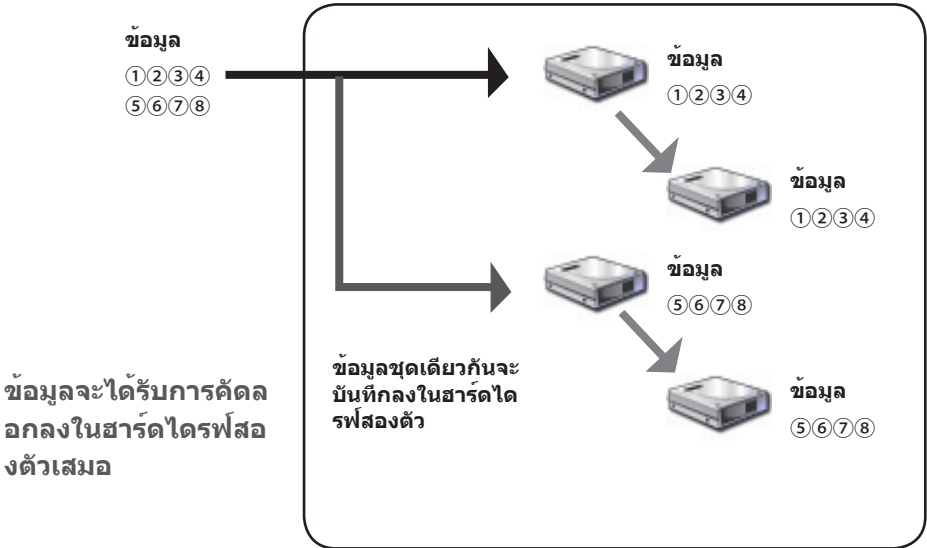 ข้อมูล
①②③④
⑤⑥⑦⑧
ข้อมูล
①②③④
ข้อมูล
①②③④
ข้อมูล
⑤⑥⑦⑧
ข้อมูล
⑤⑥⑦⑧
ข้อมูลชุดเดียวกันจะ
บันทึกลงในฮาร์ดได
รฟ์สองตัว
ข้อมูลจะได้รับการคัดล
อกลงในฮาร์ดไดรฟ์สอ
งตัวเสมอ